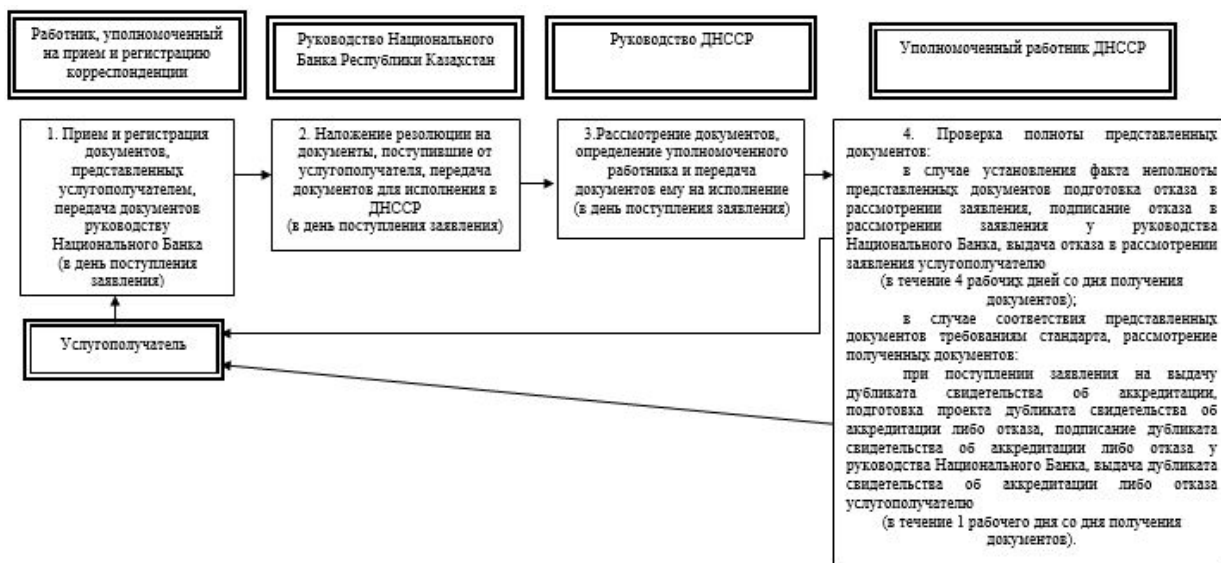 Работник, уполномоченный
на прием и регистрацию
корреспонденции
Руководство Национального
Банка Республики Казахстан
Руководство ДНССР
Уполномоченный работник ДНССР
1. Прием и регистрация
документов,
представленных
услугополучателем,
передача документов
руководству
Национального Банка
(в день поступления
заявления)
2. Наложение резолюции на
документы, поступившие от
услугополучателя, передача
документов для исполнения в
ДНССР
(в день поступления заявления)
3.Рассмотрение документов,
определение уполномоченного
работника и передача
документов ему на исполнение
(в день поступления заявления)
4. Проверка полноты представленных
документов:
в случае установления факта неполноты
представленных документов подготовка отказа в
рассмотрении заявления, подписание отказа в
рассмотрении заявления у руководства
Национального Банка, выдача отказа в рассмотрении
заявления услугополучателю
(в течение 4 рабочих дней со дня получения
документов);
в случае соответствия представленных
документов требованиям стандарта, рассмотрение
полученных документов:
при поступлении заявления на выдачу
дубликата свидетельства об аккредитации,
подготовка проекта дубликата свидетельства об
аккредитации либо отказа, подписание дубликата
свидетельства об аккредитации либо отказа у
руководства Национального Банка, выдача дубликата
свидетельства об аккредитации либо отказа
услугополучателю
(в течение 1 рабочего дня со дня получения
документов).
Услугополучатель